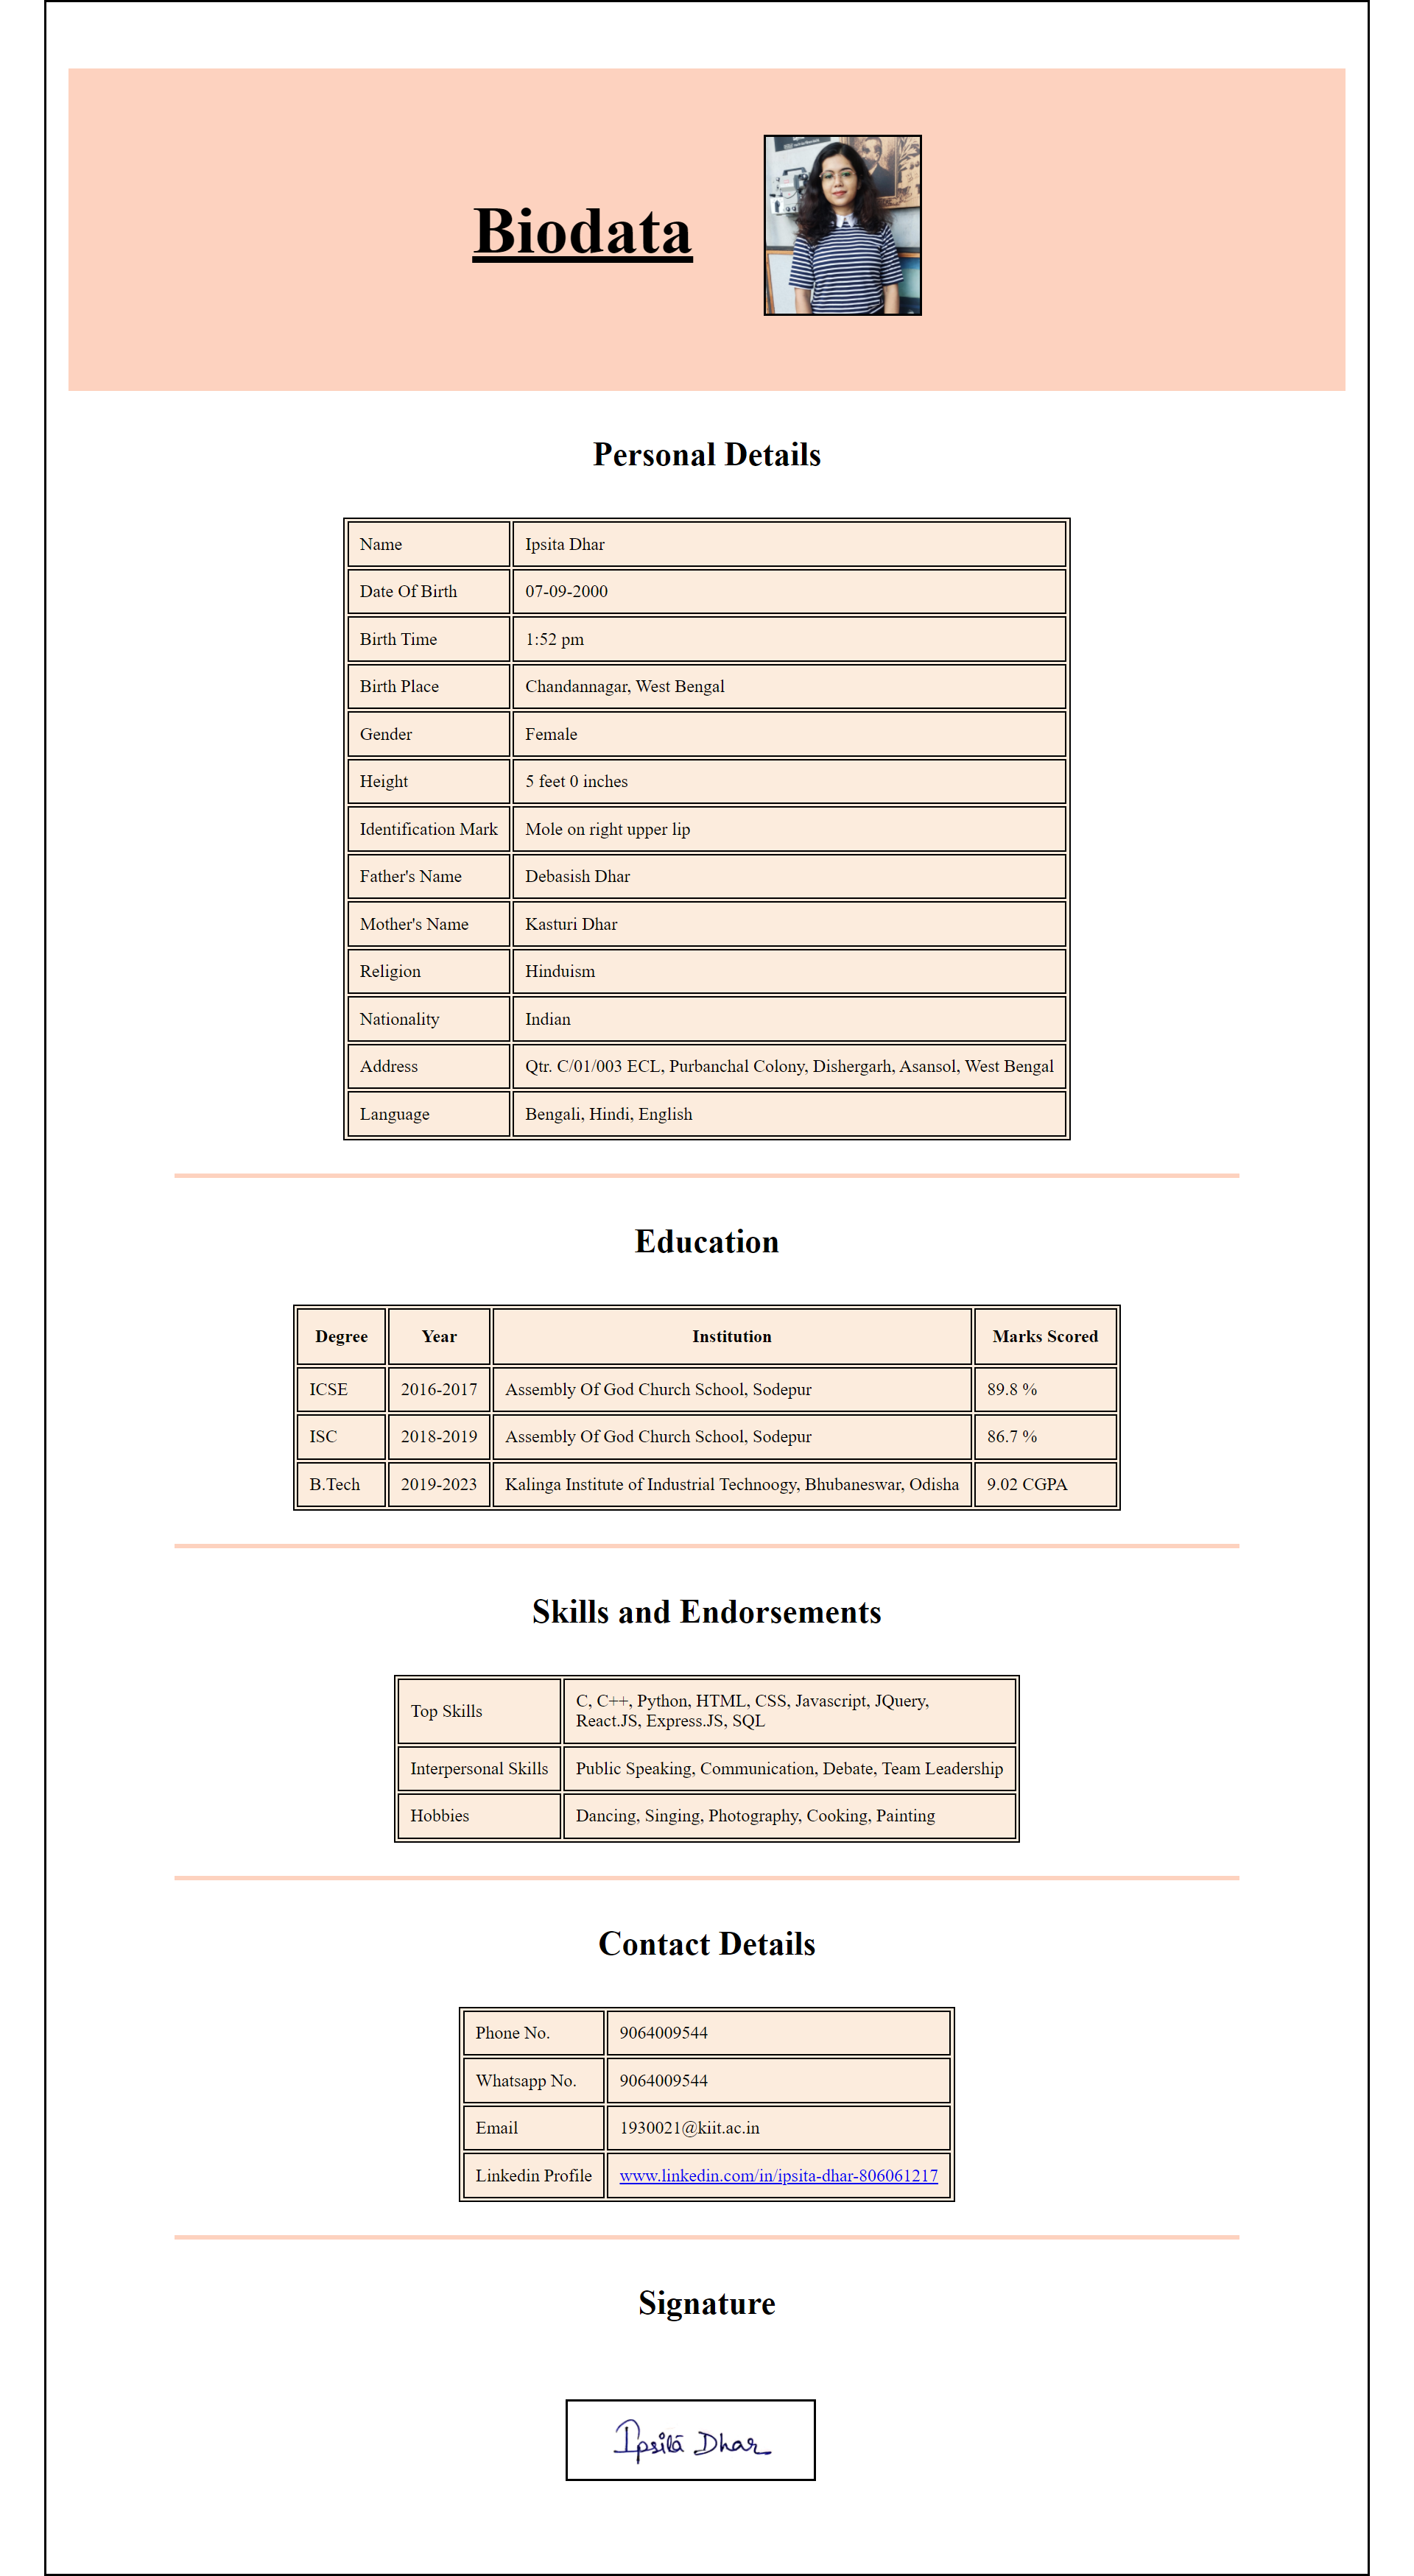 Biodata
Personal Details
Name Ipsita Dhar
Date Of Birth 07-09-2000
Birth Time 1:52 pm
Birth Place Chandannagar, West Bengal
Gender Female
Height 5 feet 0 inches
Identification Mark Mole on right upper lip
Father's Name Debasish Dhar
Mother's Name Kasturi Dhar
Religion Hinduism
Nationality Indian
Address Qtr. C/01/003 ECL, Purbanchal Colony, Dishergarh, Asansol, West Bengal
Language Bengali, Hindi, English
Education
Degree Year Institution Marks Scored
ICSE 2016-2017 Assembly Of God Church School, Sodepur 89.8 %
ISC 2018-2019 Assembly Of God Church School, Sodepur 86.7 %
B.Tech 2019-2023 Kalinga Institute of Industrial Technoogy, Bhubaneswar, Odisha 9.02 CGPA
Skills and Endorsements
Top Skills C, C++, Python, HTML, CSS, Javascript, JQuery,
React.JS, Express.JS, SQL
Interpersonal Skills Public Speaking, Communication, Debate, Team Leadership
Hobbies Dancing, Singing, Photography, Cooking, Painting
Contact Details
Phone No. 9064009544
Whatsapp No. 9064009544
Email 1930021@kiit.ac.in
Linkedin Profile www.linkedin.com/in/ipsita-dhar-806061217
Signature
Ipsita Dhar